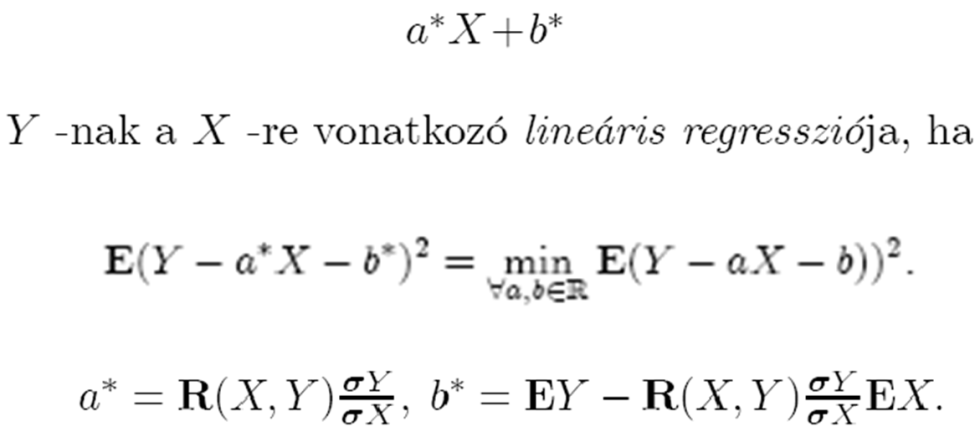 a*X+b*
Y -nak a X -re vonatkozó lineáris regressziója, ha
E(Y − a*X − b*)² = min E(Y − aX − b))².
∀a,b∈ℝ
a* = R(X,Y) σY/σX, b* = EY − R(X,Y) σY/σX EX.